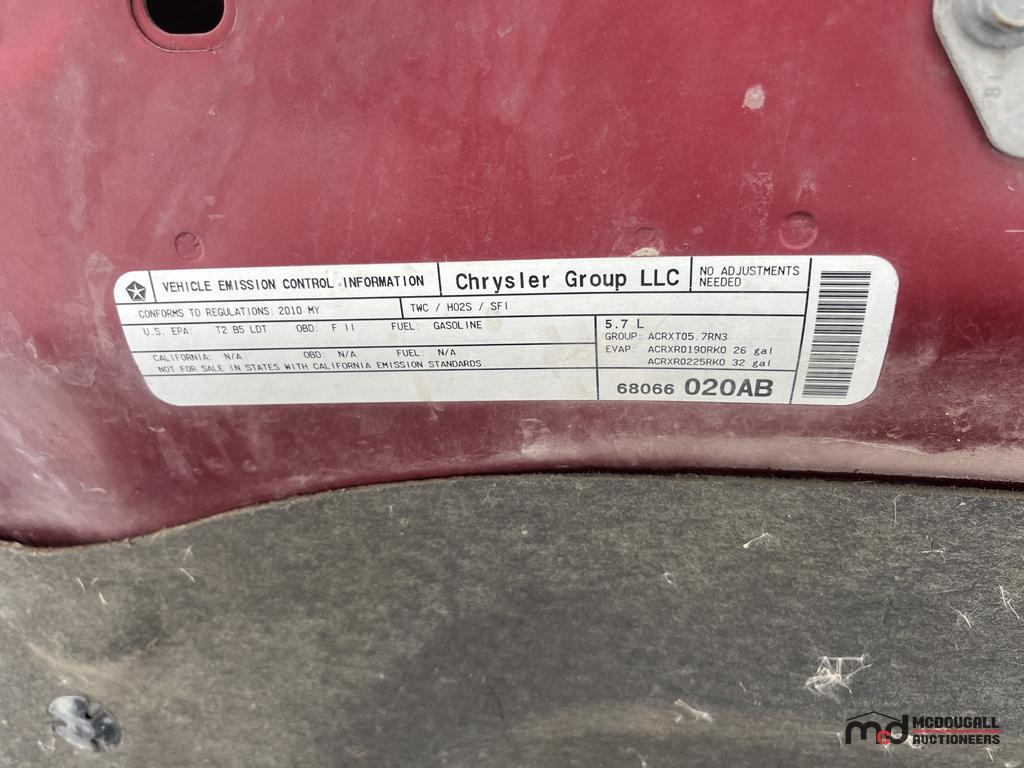 VEHICLE EMISSION CONTROL INFORMATION
Chrysler Group LLC
NO ADJUSTMENTS
NEEDED
CONFORMS TO REGULATIONS: 2010 MY
TWC / HO2S / SFI
U.S. EPA: T2 B5 LDT OBD: F II FUEL: GASOLINE
CALIFORNIA: N/A OBD: N/A FUEL: N/A
NOT FOR SALE IN STATES WITH CALIFORNIA EMISSION STANDARDS.
5.7 L
GROUP: ACRXT05.7RN3
EVAP: ACRXR0190RK0 26 gal
ACRXR0225RK0 32 gal
68066 020AB
mcd MCDOUGALL
AUCTIONEERS